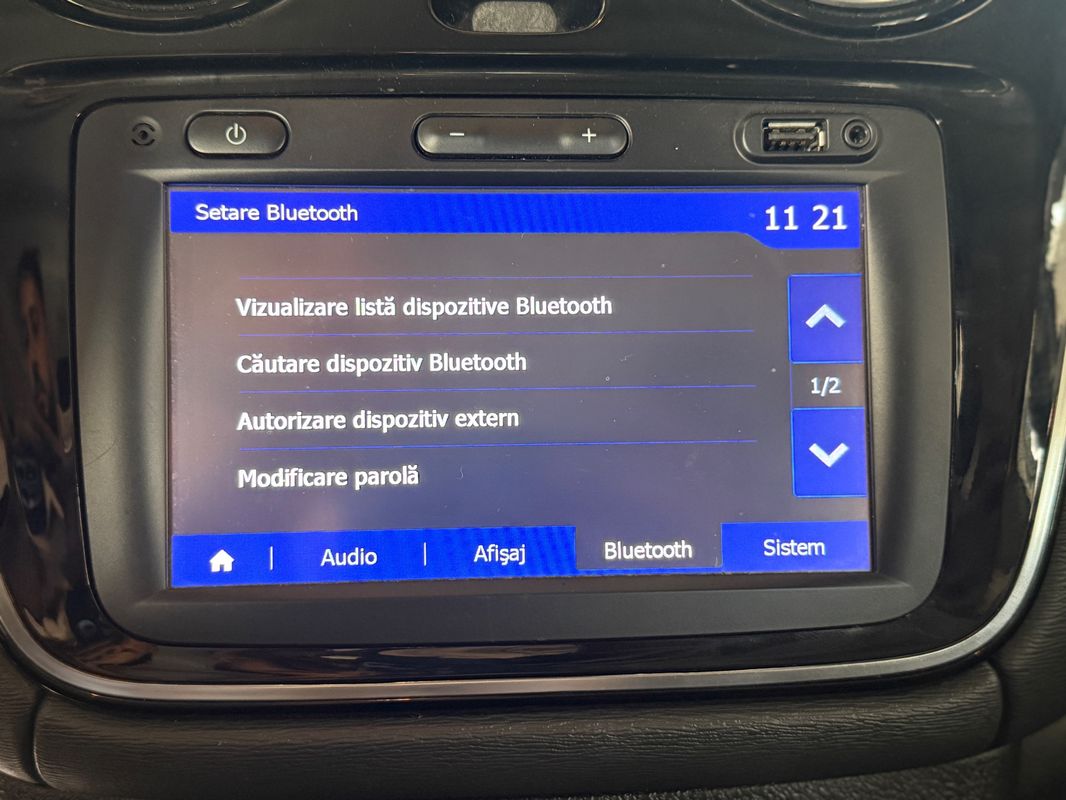 Setare Bluetooth
11 21
Vizualizare listă dispozitive Bluetooth
Căutare dispozitiv Bluetooth
1/2
Autorizare dispozitiv extern
Modificare parolă
Audio
Afişaj
Bluetooth
Sistem